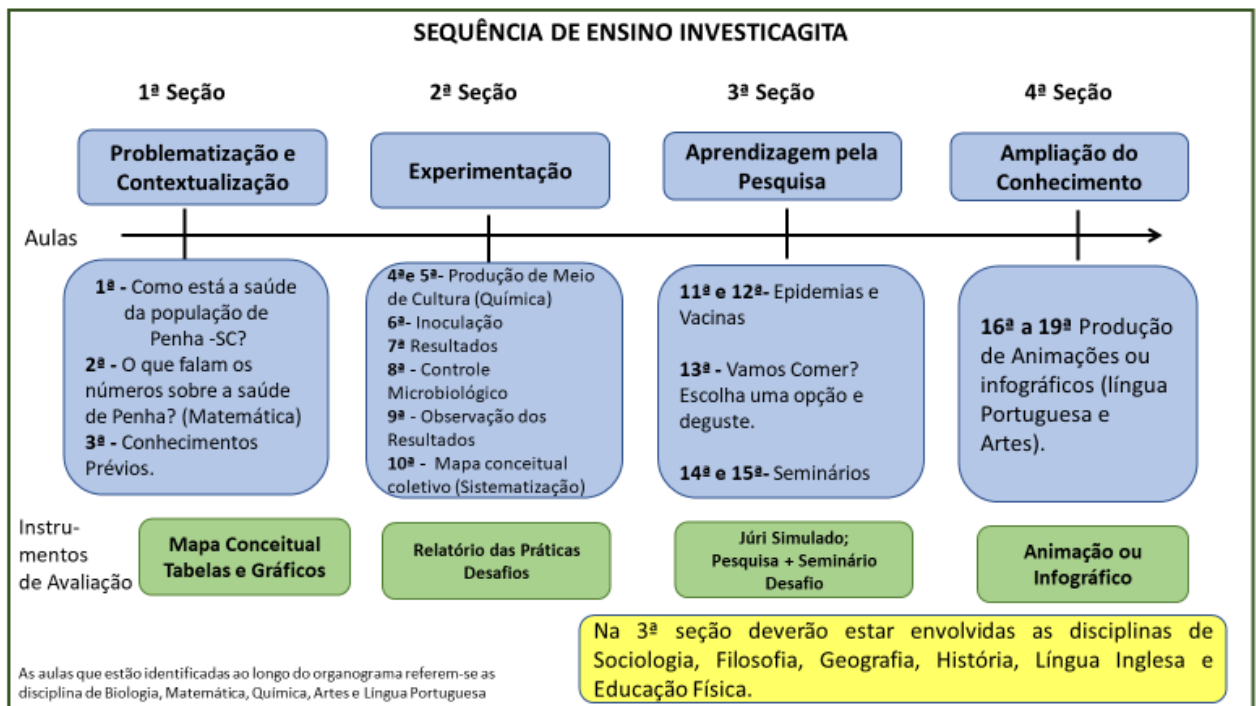 SEQUÊNCIA DE ENSINO INVESTICAGITA
1ª Seção
2ª Seção
3ª Seção
4ª Seção
Problematização e
Contextualização
Experimentação
Aprendizagem pela
Pesquisa
Ampliação do
Conhecimento
Aulas
1ª - Como está a saúde
da população de
Penha -SC?
2ª - O que falam os
números sobre a saúde
de Penha? (Matemática)
3ª - Conhecimentos
Prévios.
4ªe 5ª- Produção de Meio
de Cultura (Química)
6ª- Inoculação
7ª Resultados
8ª - Controle
Microbiológico
9ª - Observação dos
Resultados
10ª - Mapa conceitual
coletivo (Sistematização)
11ª e 12ª- Epidemias e
Vacinas
13ª - Vamos Comer?
Escolha uma opção e
deguste.
14ª e 15ª- Seminários
16ª a 19ª Produção
de Animações ou
infográficos (língua
Portuguesa e
Artes).
Instru-
mentos
de Avaliação
Mapa Conceitual
Tabelas e Gráficos
Relatório das Práticas
Desafios
Júri Simulado;
Pesquisa + Seminário
Desafio
Animação ou
Infográfico
Na 3ª seção deverão estar envolvidas as disciplinas de
Sociologia, Filosofia, Geografia, História, Língua Inglesa e
Educação Física.
As aulas que estão identificadas ao longo do organograma referem-se as
disciplina de Biologia, Matemática, Química, Artes e Língua Portuguesa